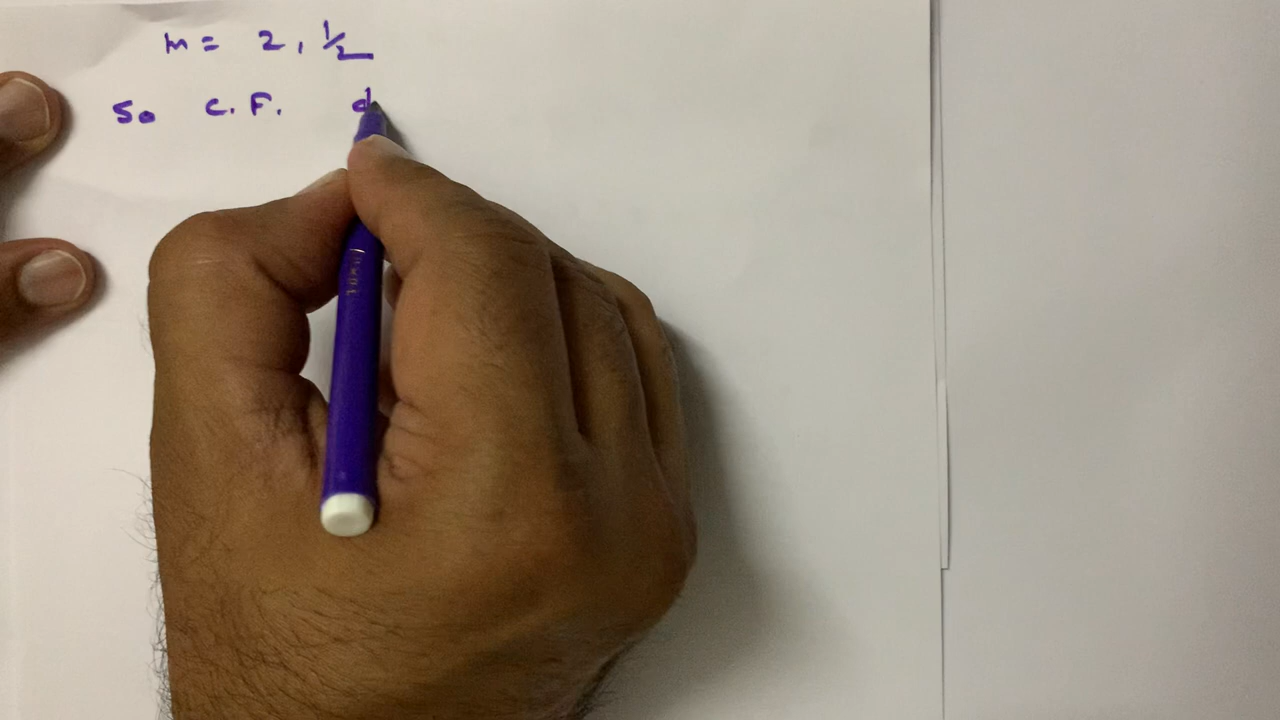 m = 2, 1/2
So C.F. d